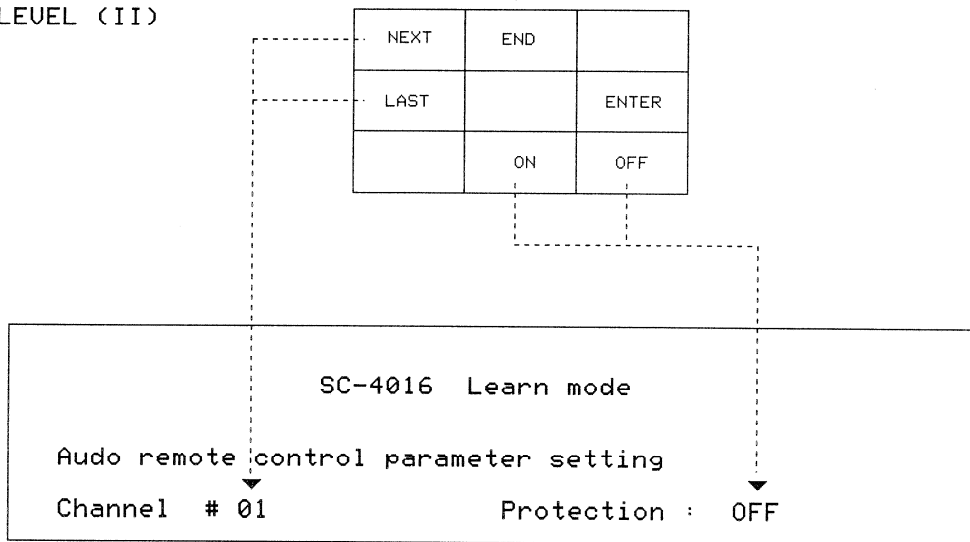 LEVEL (II)
NEXT END
LAST ENTER
ON OFF
SC-4016 Learn mode
Audo remote control parameter setting
Channel # 01 Protection : OFF